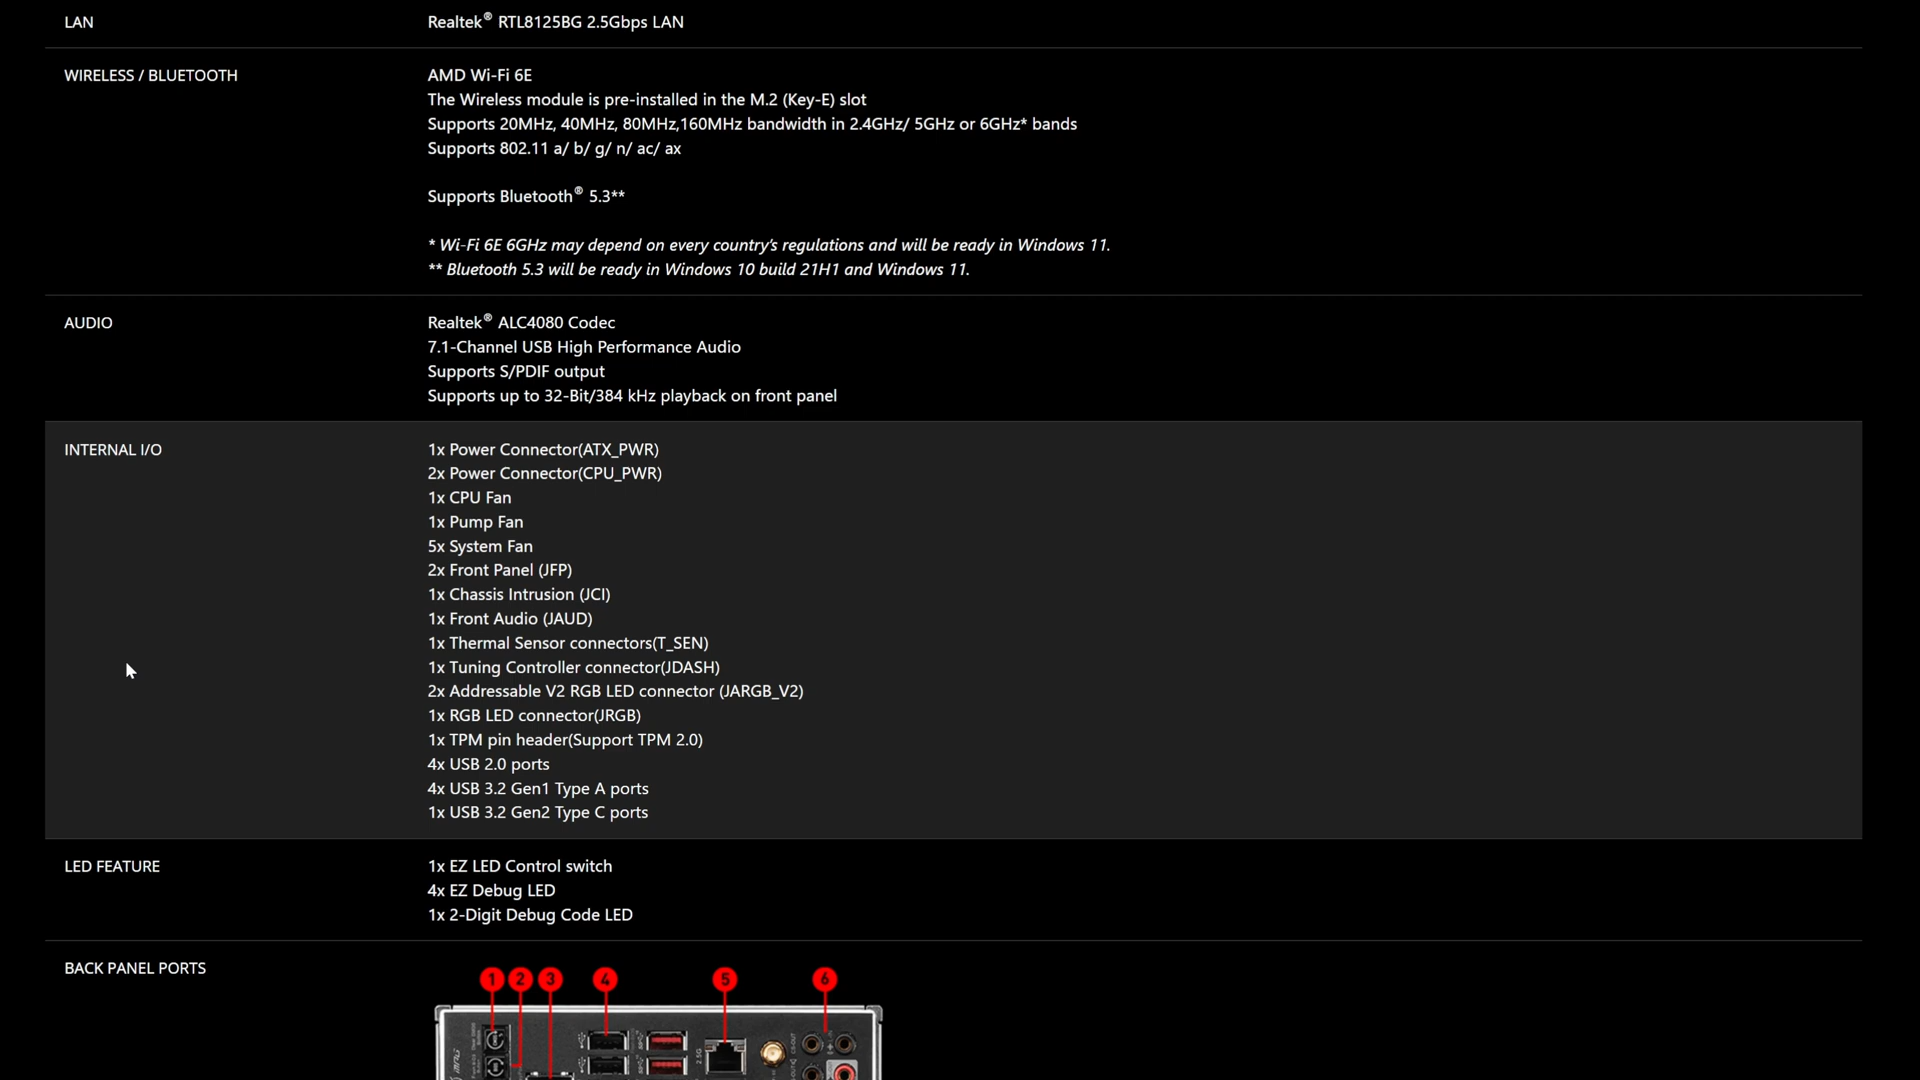 LAN
Realtek® RTL8125BG 2.5Gbps LAN
WIRELESS / BLUETOOTH
AMD Wi-Fi 6E
The Wireless module is pre-installed in the M.2 (Key-E) slot
Supports 20MHz, 40MHz, 80MHz,160MHz bandwidth in 2.4GHz/ 5GHz or 6GHz* bands
Supports 802.11 a/ b/ g/ n/ ac/ ax
Supports Bluetooth® 5.3**
* Wi-Fi 6E 6GHz may depend on every country's regulations and will be ready in Windows 11.
** Bluetooth 5.3 will be ready in Windows 10 build 21H1 and Windows 11.
AUDIO
Realtek® ALC4080 Codec
7.1-Channel USB High Performance Audio
Supports S/PDIF output
Supports up to 32-Bit/384 kHz playback on front panel
INTERNAL I/O
1x Power Connector(ATX_PWR)
2x Power Connector(CPU_PWR)
1x CPU Fan
1x Pump Fan
5x System Fan
2x Front Panel (JFP)
1x Chassis Intrusion (JCI)
1x Front Audio (JAUD)
1x Thermal Sensor connectors(T_SEN)
1x Tuning Controller connector(JDASH)
2x Addressable V2 RGB LED connector (JARGB_V2)
1x RGB LED connector(JRGB)
1x TPM pin header(Support TPM 2.0)
4x USB 2.0 ports
4x USB 3.2 Gen1 Type A ports
1x USB 3.2 Gen2 Type C ports
LED FEATURE
1x EZ LED Control switch
4x EZ Debug LED
1x 2-Digit Debug Code LED
BACK PANEL PORTS
1 2 3 4 5 6
2.5G